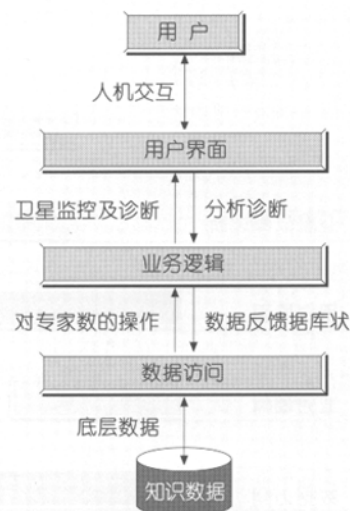 用户
人机交互
用户界面
卫星监控及诊断 分析诊断
业务逻辑
对专家数的操作 数据反馈据库状
数据访问
底层数据
知识数据